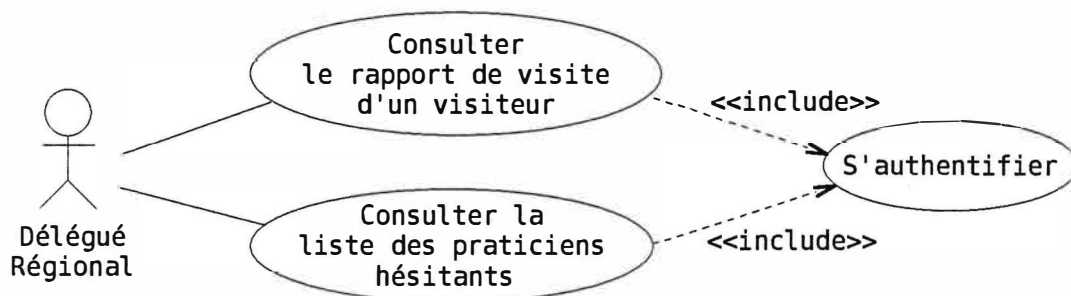 Consulter
le rapport de visite
d'un visiteur
<<include>>
S'authentifier
Consulter la
liste des praticiens
hésitants
<<include>>
Délégué
Régional